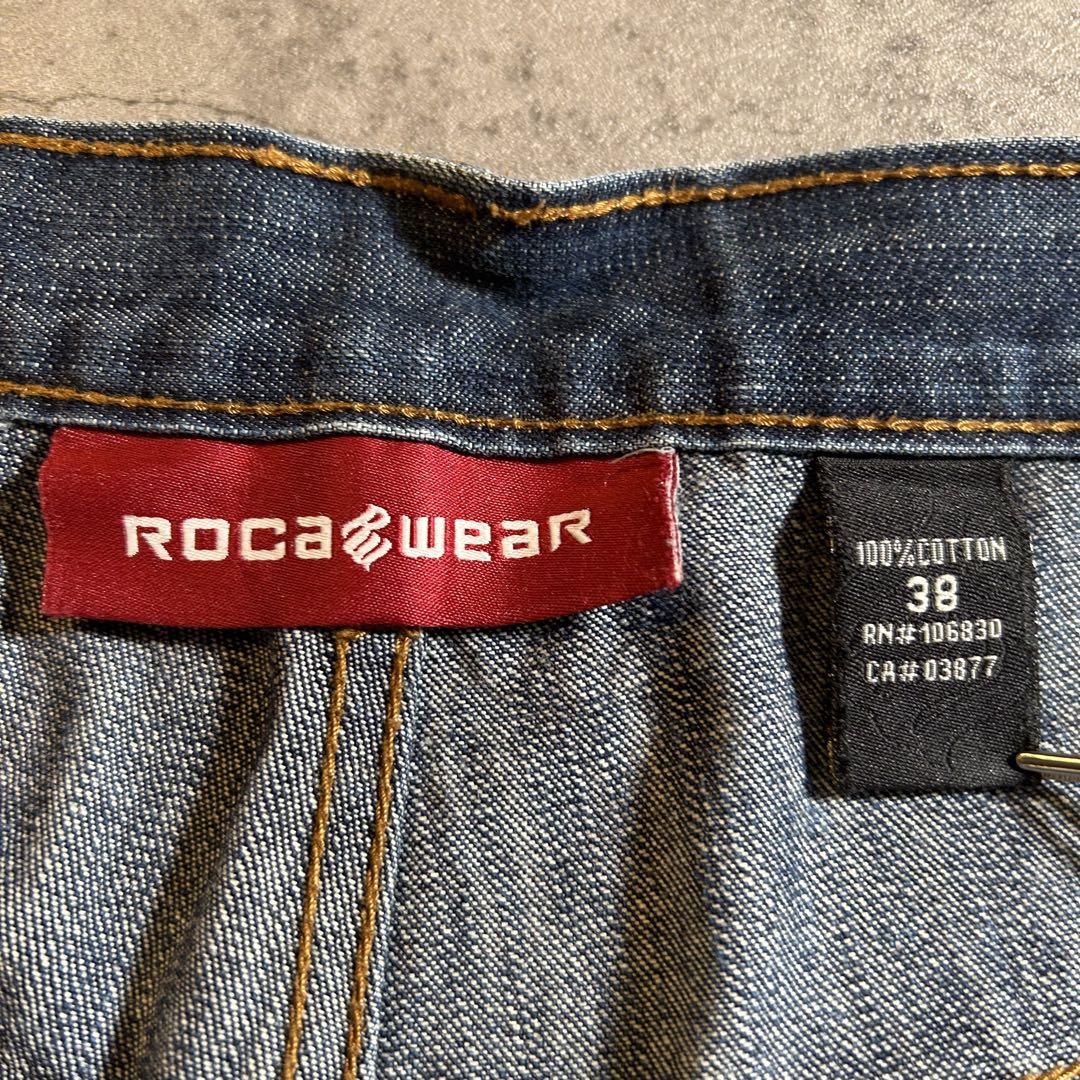 ROCAWEAR
100% COTTON
38
RN# 106830
CA# 03877